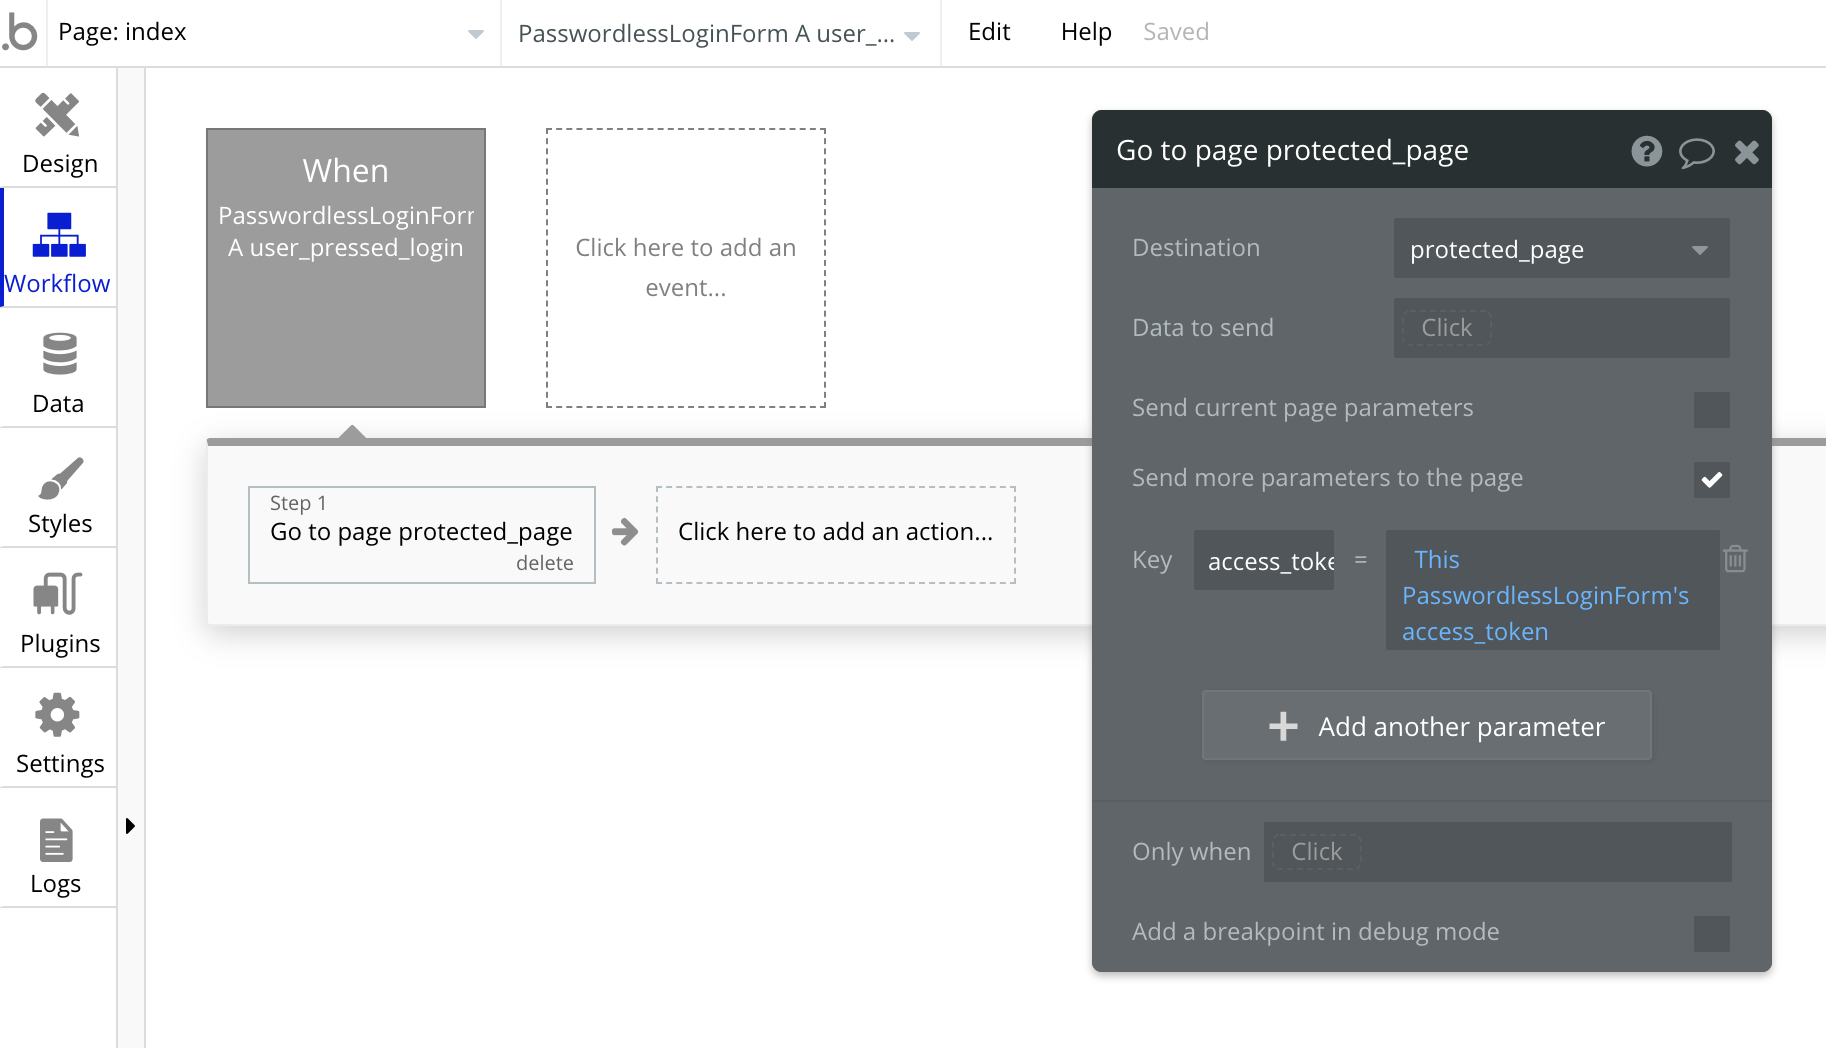 .b
Page: index
PasswordlessLoginForm A user_...
Edit
Help
Saved
Design
Workflow
Data
Styles
Plugins
Settings
Logs
When
PasswordlessLoginForm
A user_pressed_login
Click here to add an
event...
Step 1
Go to page protected_page
delete
Click here to add an action...
Go to page protected_page
?
Destination
protected_page
Data to send
Click
Send current page parameters
Send more parameters to the page
Key
access_toke
=
This
PasswordlessLoginForm's
access_token
Add another parameter
Only when
Click
Add a breakpoint in debug mode